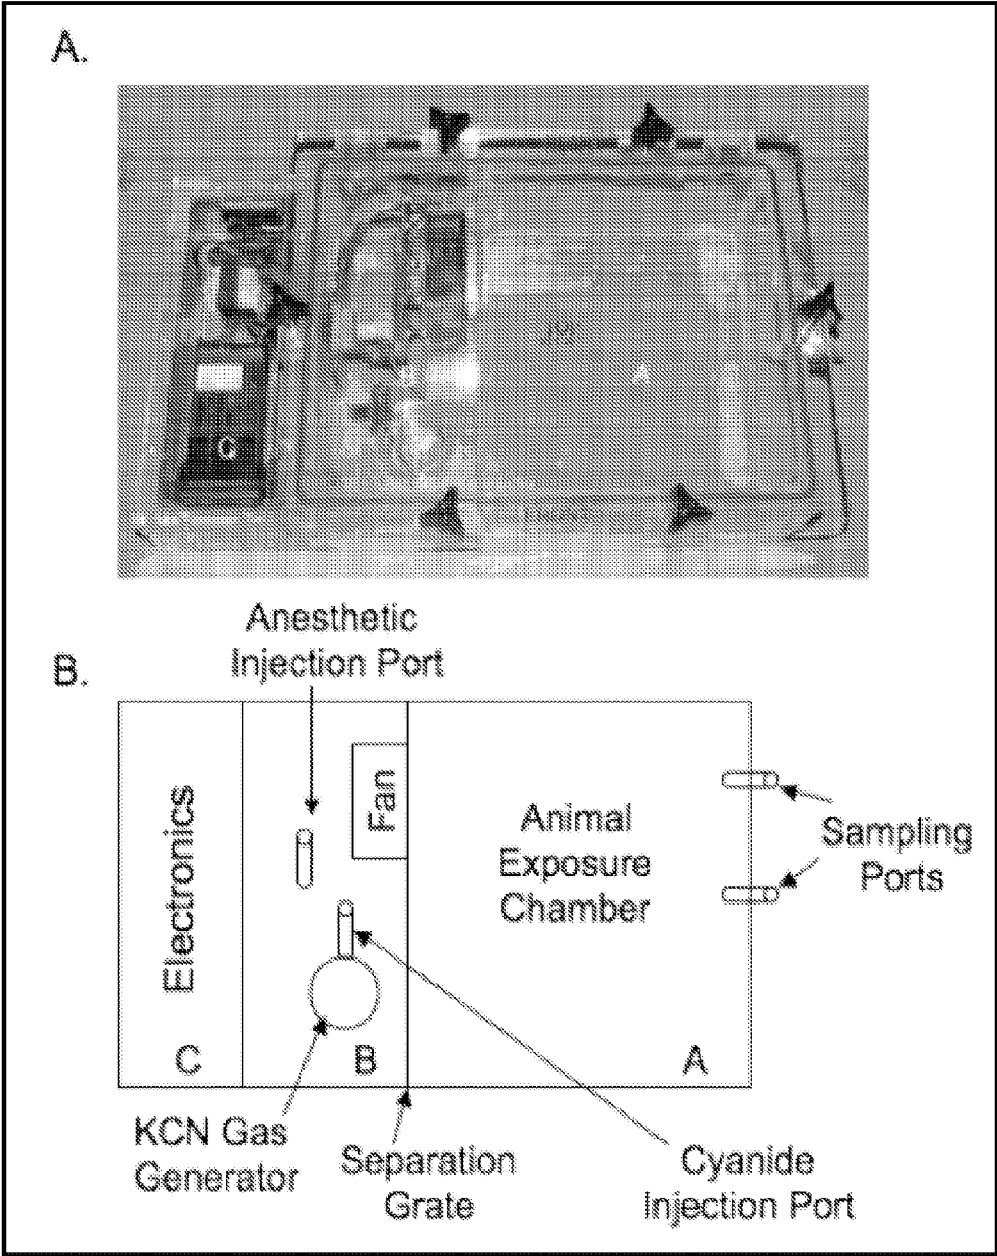 A.
C
A
Anesthetic
Injection Port
B.
Electronics
Fan
Animal
Exposure
Chamber
Sampling
Ports
C
B
A
KCN Gas
Generator
Separation
Grate
Cyanide
Injection Port